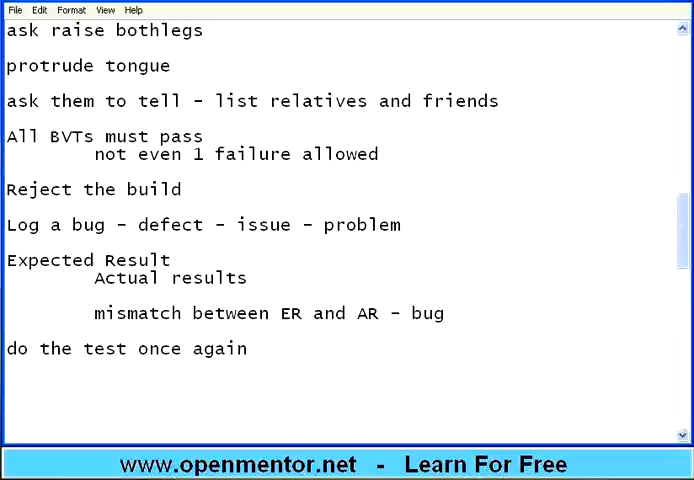 File Edit Format View Help
ask raise bothlegs
protrude tongue
ask them to tell - list relatives and friends
All BVTs must pass
not even 1 failure allowed
Reject the build
Log a bug - defect - issue - problem
Expected Result
Actual results
mismatch between ER and AR - bug
do the test once again
www.openmentor.net - Learn For Free